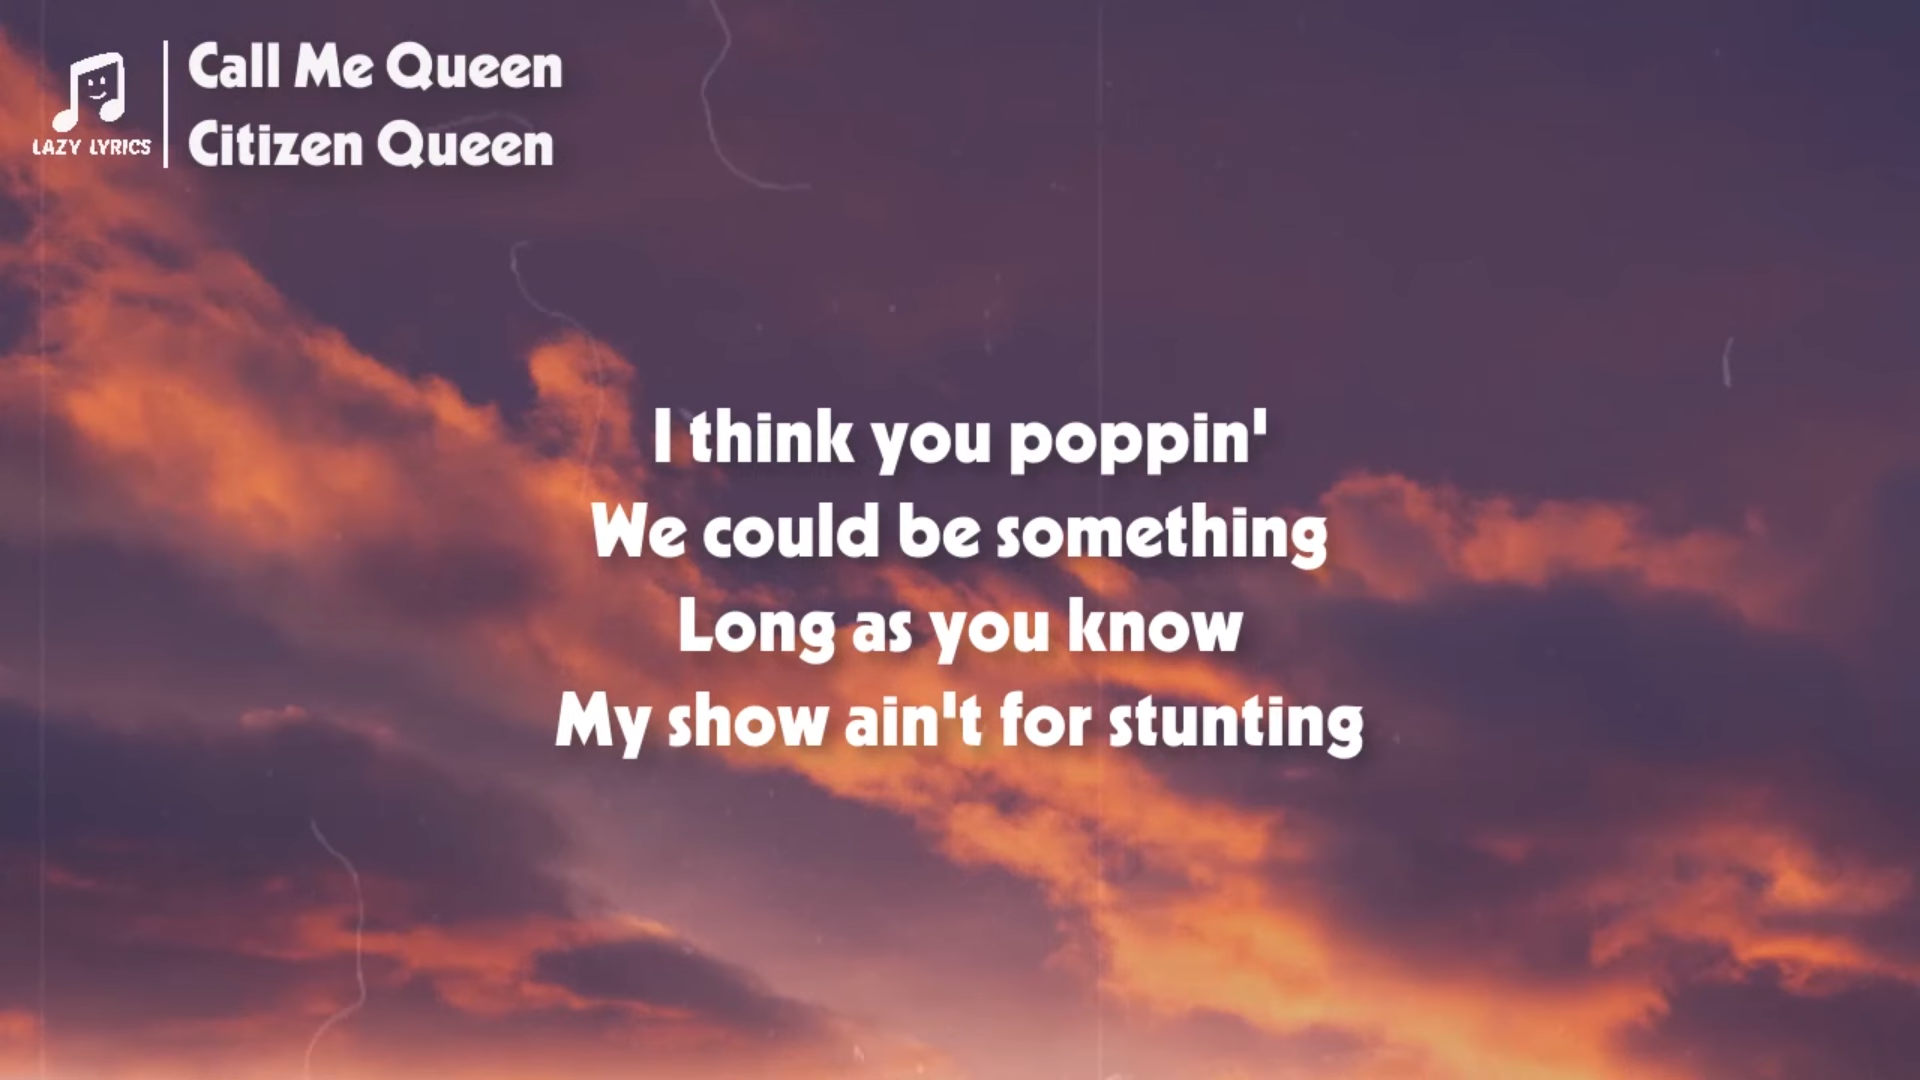 Call Me Queen
LAZY LYRICS
Citizen Queen
I think you poppin'
We could be something
Long as you know
My show ain't for stunting